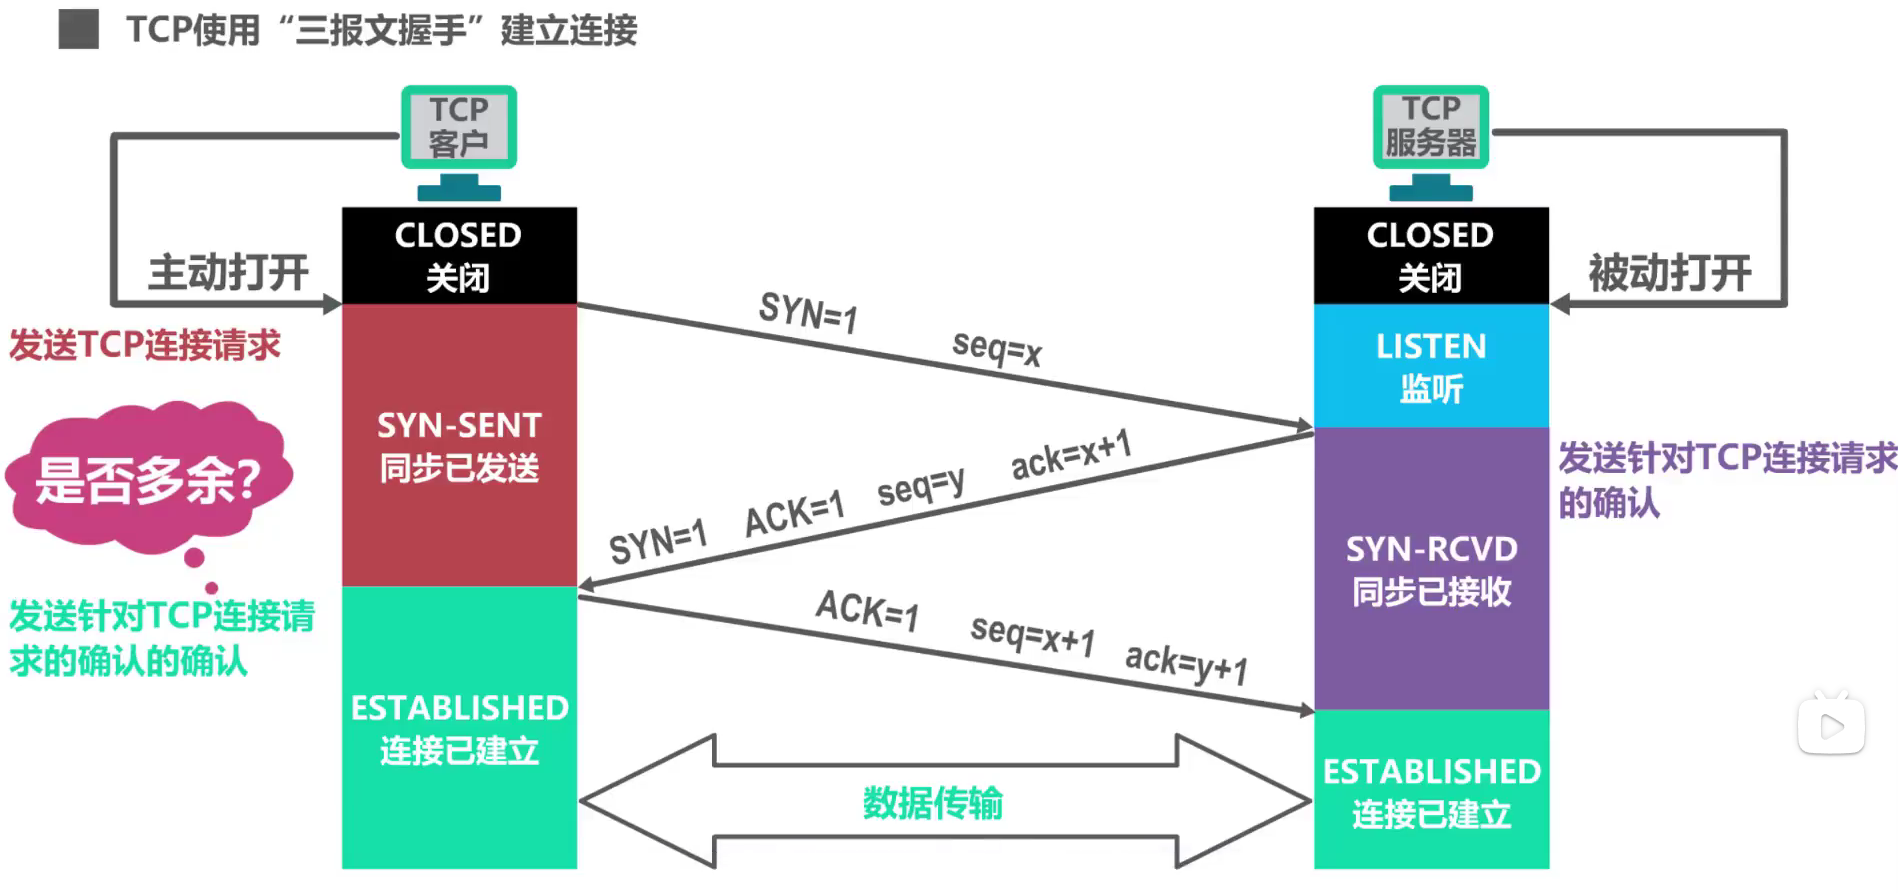 TCP使用“三报文握手”建立连接
TCP
客户
TCP
服务器
CLOSED
关闭
CLOSED
关闭
主动打开
被动打开
发送TCP连接请求
SYN=1 seq=x
LISTEN
监听
SYN-SENT
同步已发送
是否多余？
SYN=1 ACK=1 seq=y ack=x+1
发送针对TCP连接请求
的确认
SYN-RCVD
同步已接收
发送针对TCP连接请
求的确认的确认
ACK=1 seq=x+1 ack=y+1
ESTABLISHED
连接已建立
数据传输
ESTABLISHED
连接已建立